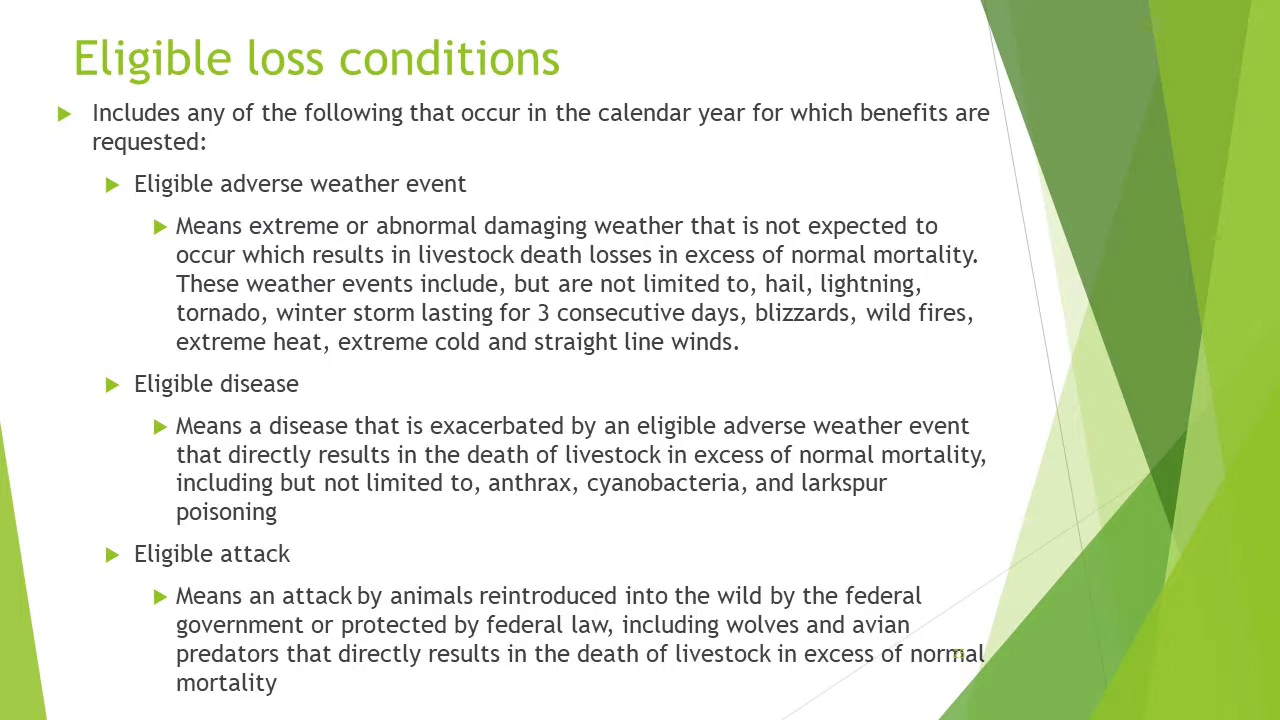 Eligible loss conditions
Includes any of the following that occur in the calendar year for which benefits are
requested:
Eligible adverse weather event
Means extreme or abnormal damaging weather that is not expected to
occur which results in livestock death losses in excess of normal mortality.
These weather events include, but are not limited to, hail, lightning,
tornado, winter storm lasting for 3 consecutive days, blizzards, wild fires,
extreme heat, extreme cold and straight line winds.
Eligible disease
Means a disease that is exacerbated by an eligible adverse weather event
that directly results in the death of livestock in excess of normal mortality,
including but not limited to, anthrax, cyanobacteria, and larkspur
poisoning
Eligible attack
Means an attack by animals reintroduced into the wild by the federal
government or protected by federal law, including wolves and avian
predators that directly results in the death of livestock in excess of normal
mortality